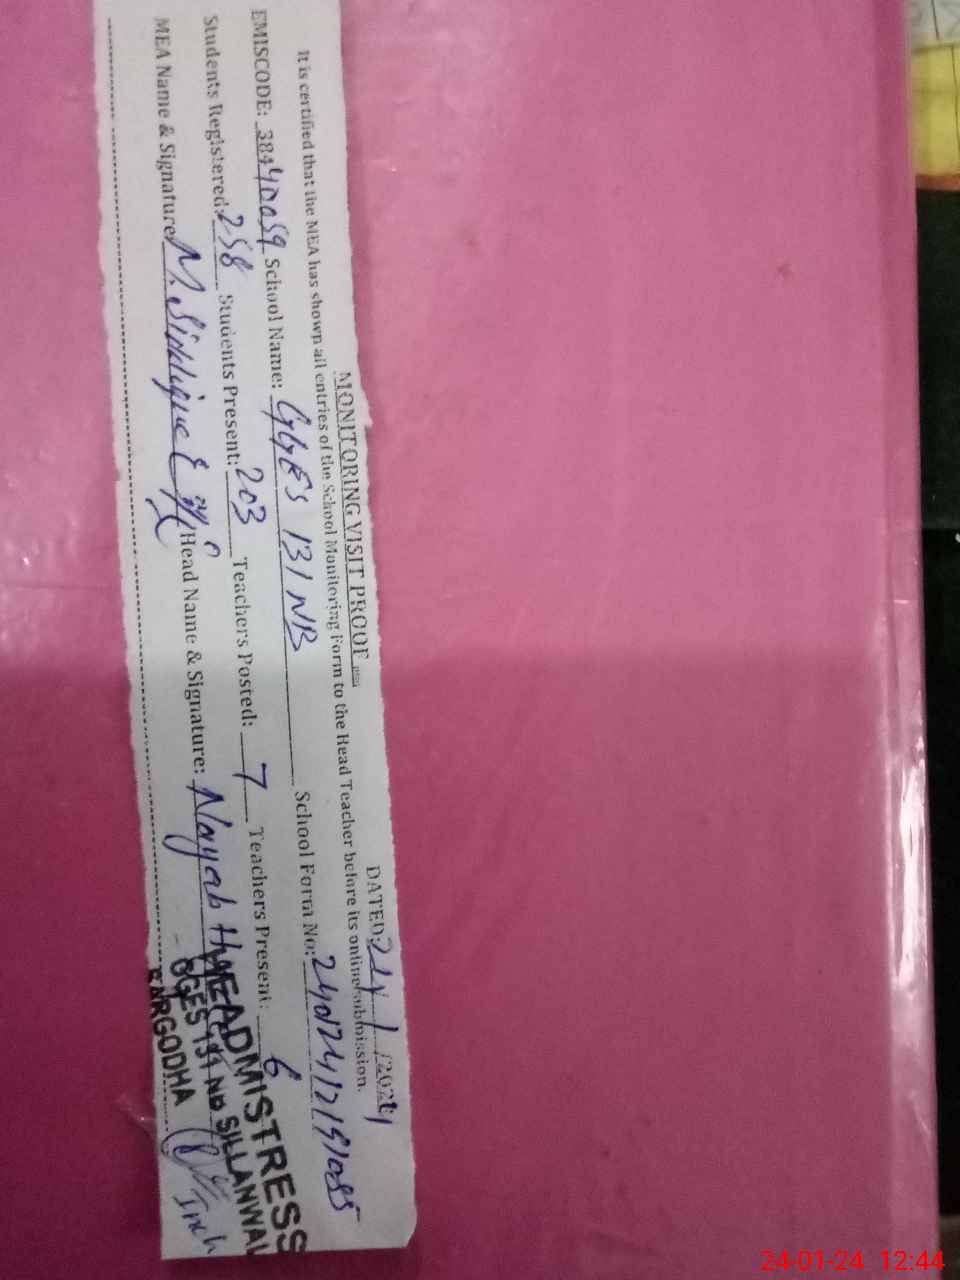 MONITORING VISIT PROOF
DATED: 24/1/2024
It is certified that the MEA has shown all entries of the School Monitoring Form to the Head Teacher before its online submission.
EMISCODE: 38440059 School Name: GGES 131 NB School Form No:
Students Registered: 258 Students Present: 203 Teachers Posted: 7 Teachers Present: 6
MEA Name & Signature M. Siddique Head Name & Signature: Nayab
HEADMISTRESS
GGES 131 NB SILLANWALI
SARGODHA
Inch
24-01-24 12:44